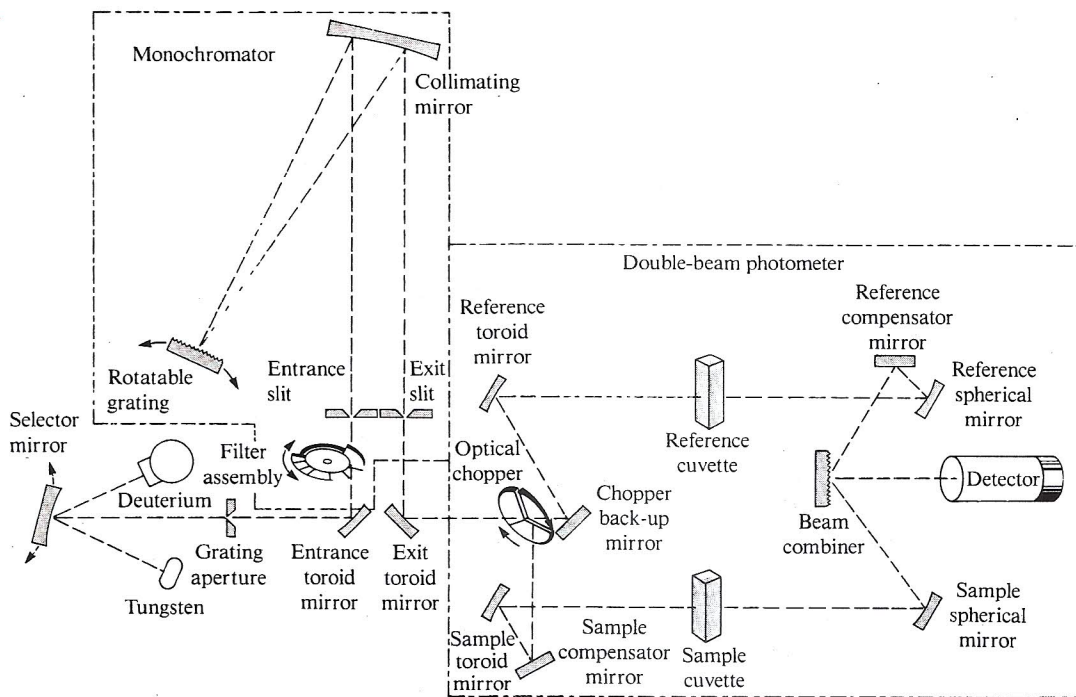 Monochromator
Collimating
mirror
Rotatable
grating
Entrance
slit
Exit
slit
Selector
mirror
Deuterium
Filter
assembly
Grating
aperture
Tungsten
Entrance
toroid
mirror
Exit
toroid
mirror
Double-beam photometer
Reference
toroid
mirror
Reference
compensator
mirror
Reference
spherical
mirror
Reference
cuvette
Optical
chopper
Chopper
back-up
mirror
Beam
combiner
Detector
Sample
toroid
mirror
Sample
compensator
mirror
Sample
cuvette
Sample
spherical
mirror